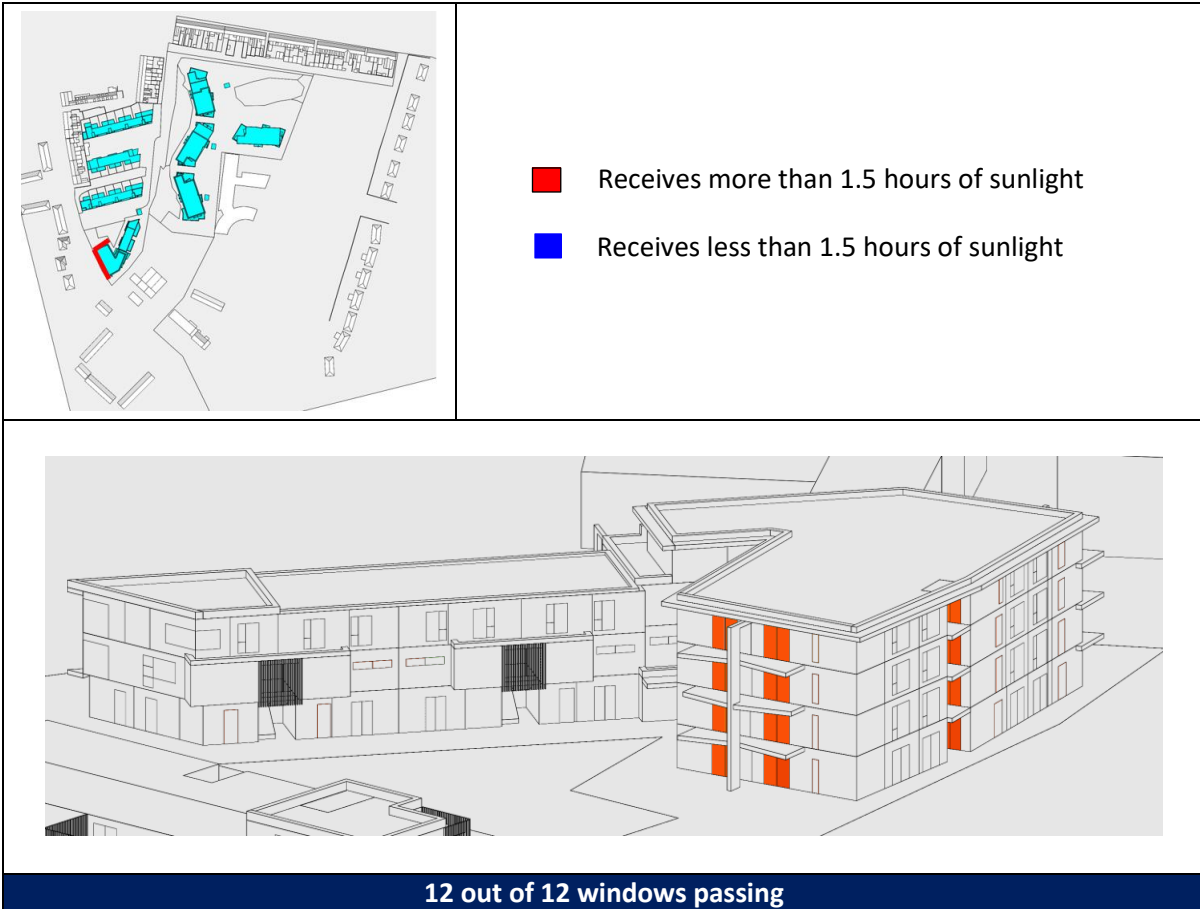 Receives more than 1.5 hours of sunlight
Receives less than 1.5 hours of sunlight
12 out of 12 windows passing